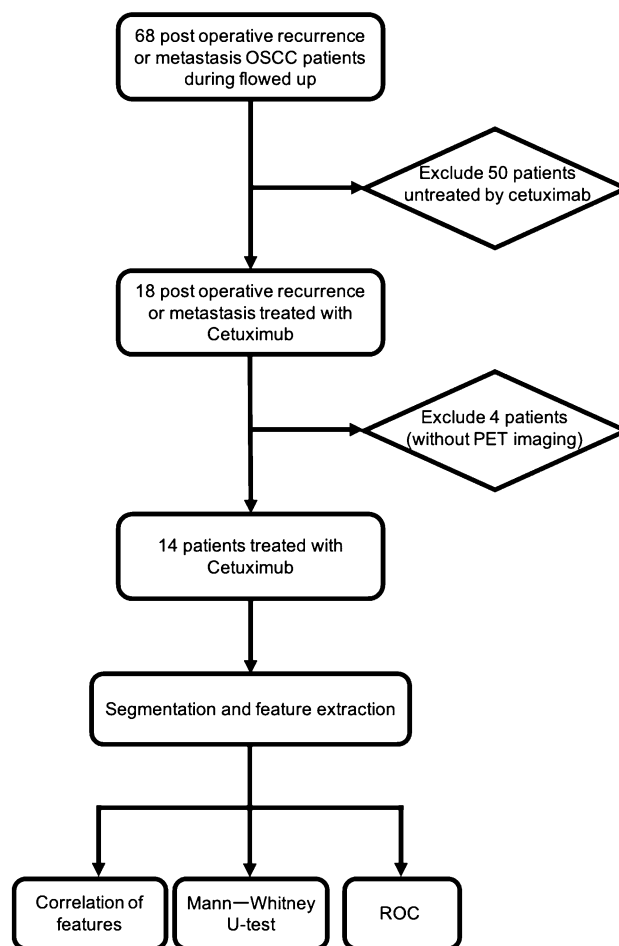 68 post operative recurrence
or metastasis OSCC patients
during flowed up
Exclude 50 patients
untreated by cetuximab
18 post operative recurrence
or metastasis treated with
Cetuximub
Exclude 4 patients
(without PET imaging)
14 patients treated with
Cetuximub
Segmentation and feature extraction
Correlation of
features
Mann—Whitney
U-test
ROC